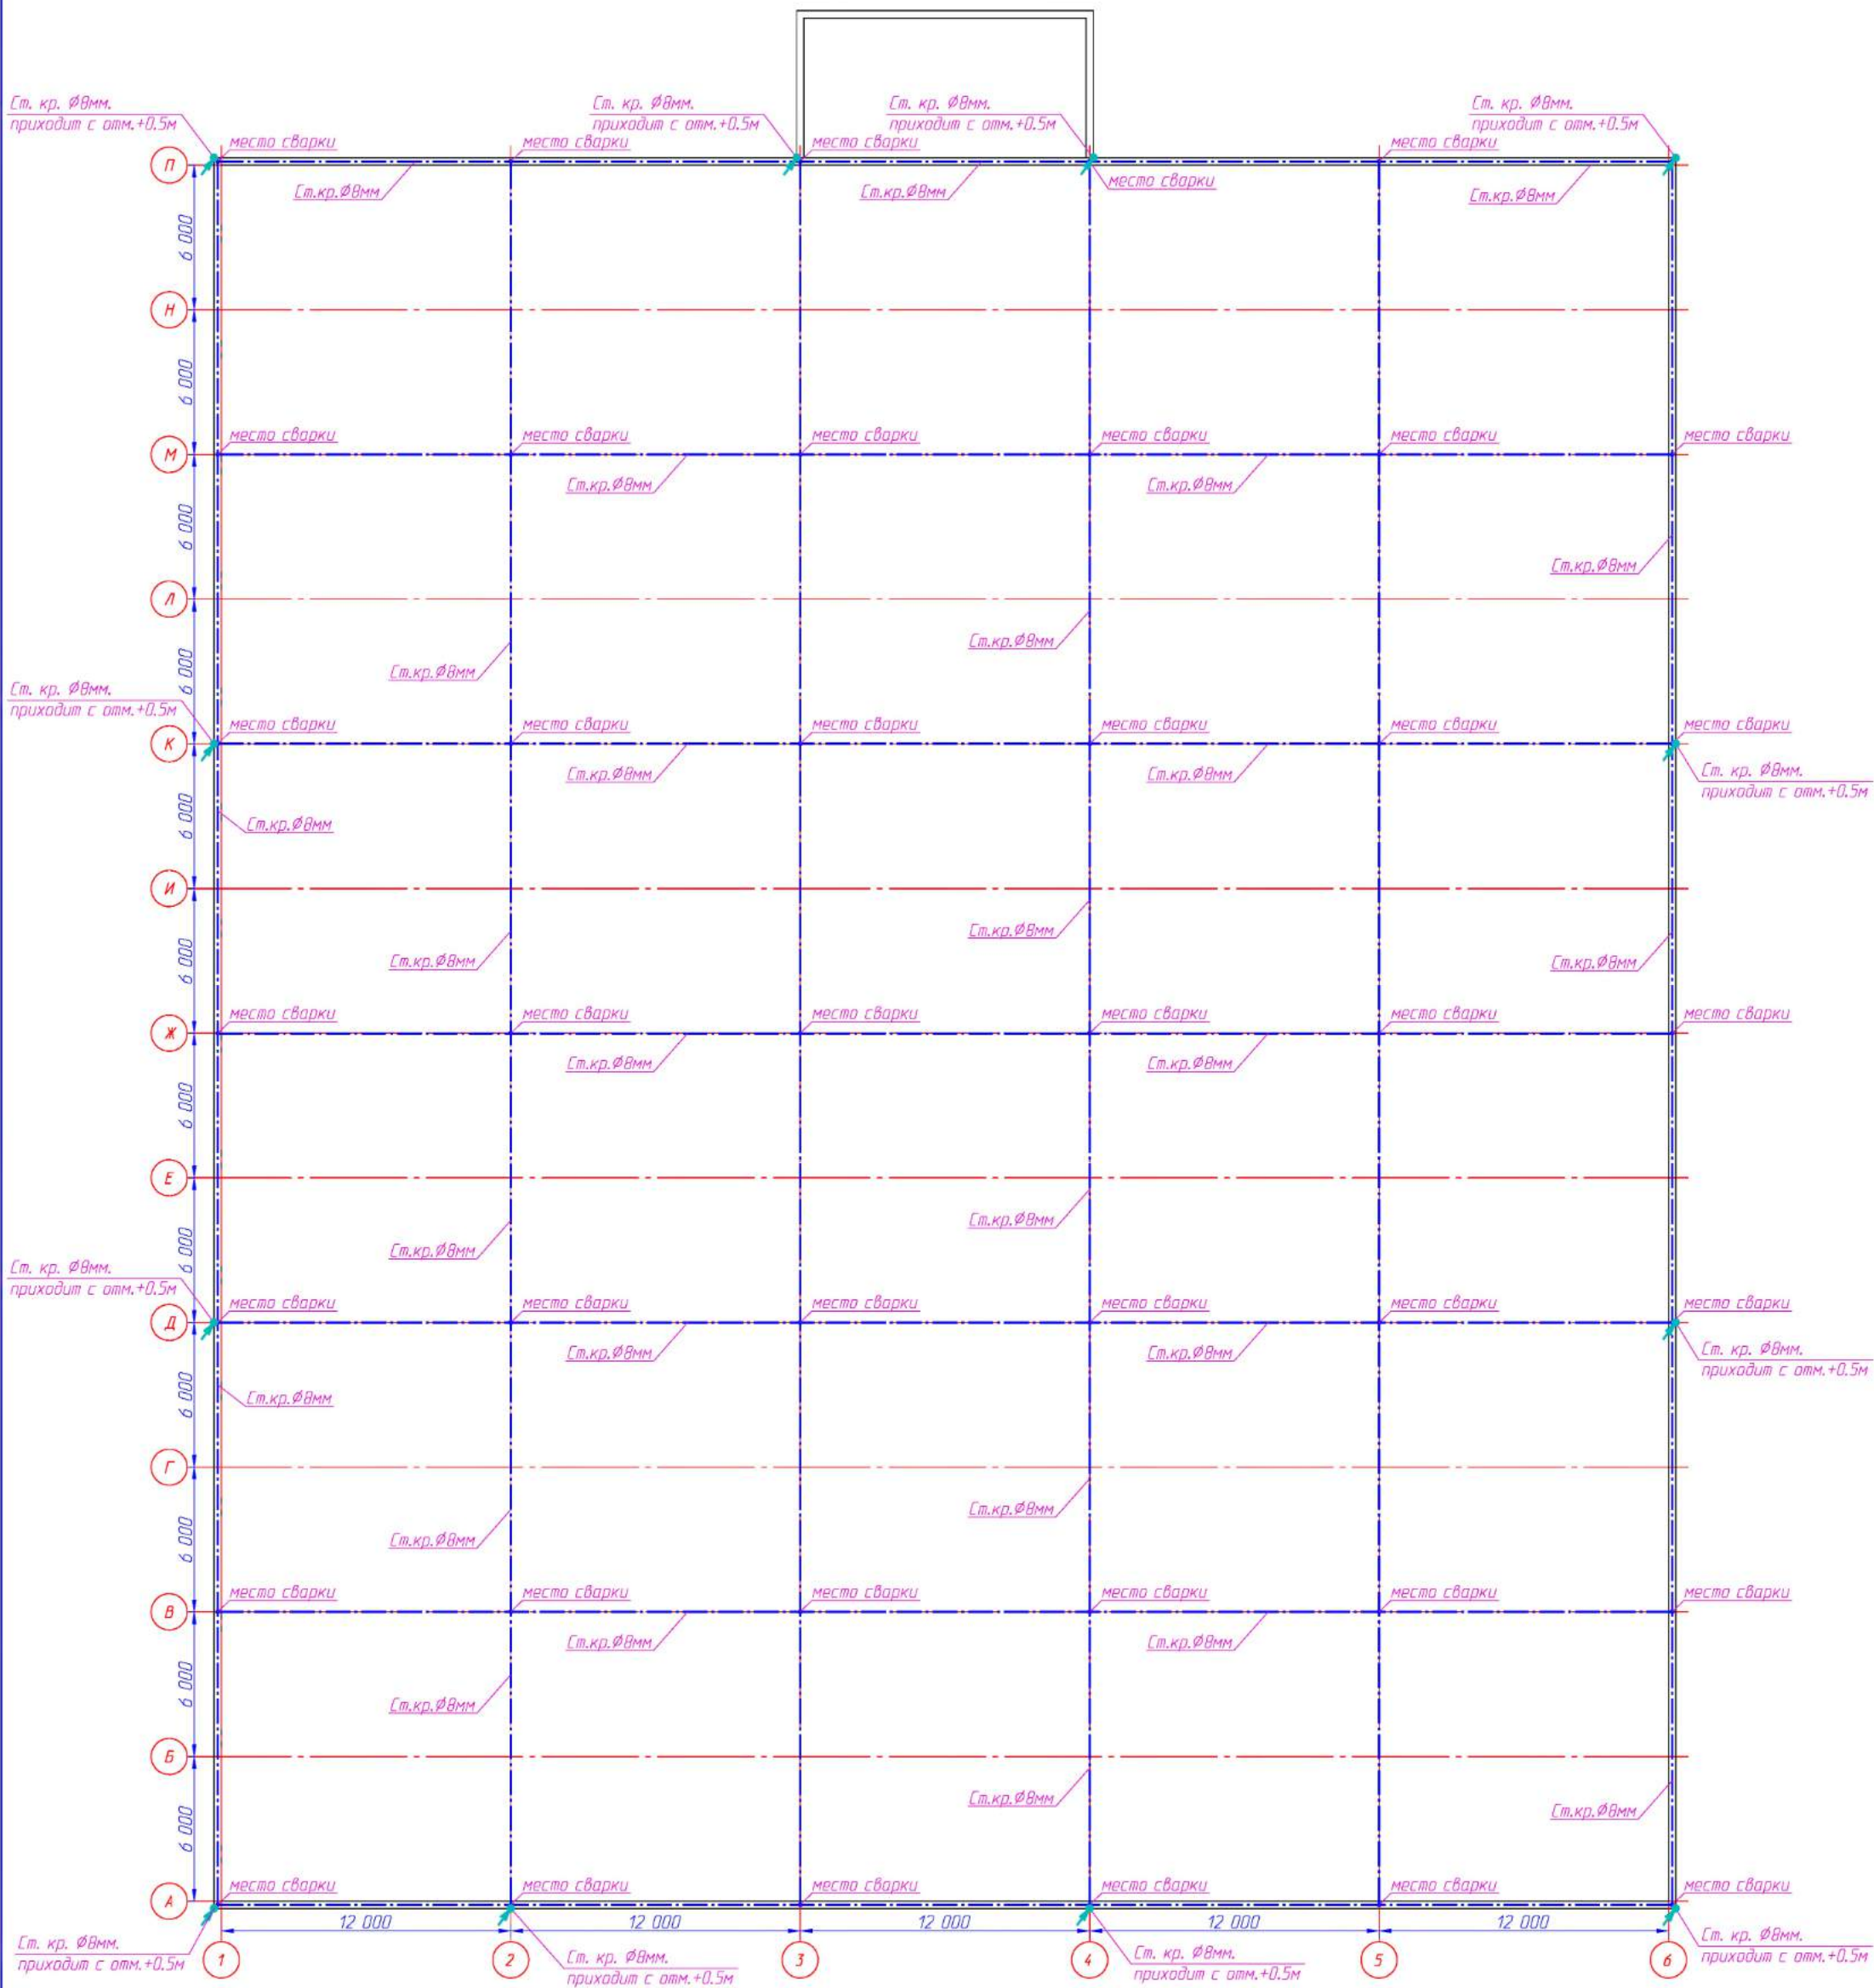 Ст. кр. Ø8мм.
приходит с отм.+0.5м
Ст. кр. Ø8мм.
приходит с отм.+0.5м
Ст. кр. Ø8мм.
приходит с отм.+0.5м
Ст. кр. Ø8мм.
приходит с отм.+0.5м
место сварки
место сварки
место сварки
место сварки
П
Ст.кр.Ø8мм
Ст.кр.Ø8мм
место сварки
Ст.кр.Ø8мм
6 000
Н
6 000
место сварки
место сварки
место сварки
место сварки
место сварки
место сварки
М
Ст.кр.Ø8мм
Ст.кр.Ø8мм
6 000
Ст.кр.Ø8мм
Л
Ст.кр.Ø8мм
Ст.кр.Ø8мм
6 000
Ст. кр. Ø8мм.
приходит с отм.+0.5м
место сварки
место сварки
место сварки
место сварки
место сварки
место сварки
К
Ст.кр.Ø8мм
Ст.кр.Ø8мм
Ст. кр. Ø8мм.
приходит с отм.+0.5м
6 000
Ст.кр.Ø8мм
И
Ст.кр.Ø8мм
Ст.кр.Ø8мм
Ст.кр.Ø8мм
6 000
место сварки
место сварки
место сварки
место сварки
место сварки
место сварки
Ж
Ст.кр.Ø8мм
Ст.кр.Ø8мм
6 000
Е
Ст.кр.Ø8мм
Ст.кр.Ø8мм
6 000
Ст. кр. Ø8мм.
приходит с отм.+0.5м
место сварки
место сварки
место сварки
место сварки
место сварки
место сварки
Д
Ст.кр.Ø8мм
Ст.кр.Ø8мм
Ст. кр. Ø8мм.
приходит с отм.+0.5м
6 000
Ст.кр.Ø8мм
Г
Ст.кр.Ø8мм
Ст.кр.Ø8мм
6 000
место сварки
место сварки
место сварки
место сварки
место сварки
место сварки
В
Ст.кр.Ø8мм
Ст.кр.Ø8мм
6 000
Ст.кр.Ø8мм
Б
Ст.кр.Ø8мм
Ст.кр.Ø8мм
6 000
место сварки
место сварки
место сварки
место сварки
место сварки
место сварки
А
12 000
12 000
12 000
12 000
12 000
Ст. кр. Ø8мм.
приходит с отм.+0.5м
1
2
Ст. кр. Ø8мм.
приходит с отм.+0.5м
3
4
Ст. кр. Ø8мм.
приходит с отм.+0.5м
5
6
Ст. кр. Ø8мм.
приходит с отм.+0.5м